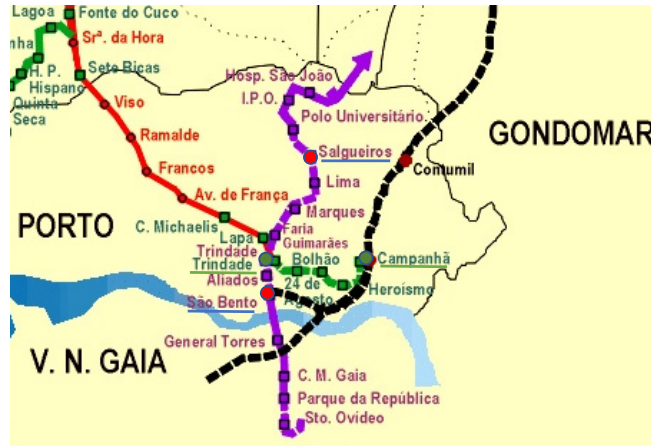 Lagoa
Fonte do Cuco
Srª. da Hora
nha
H. P.
Hispano
Sete Bicas
Quinta
Seca
Viso
Ramalde
Francos
Av. de França
C. Michaelis
Lapa
Hosp. São João
I.P.O.
Polo Universitário
Salgueiros
Lima
Marques
Faria
Guimarães
Contumil
GONDOMAR
PORTO
Trindade
Trindade
Bolhão
Campanhã
Aliados
24 de
Agosto
Heroísmo
São Bento
General Torres
V. N. GAIA
C. M. Gaia
Parque da República
Sto. Ovídeo